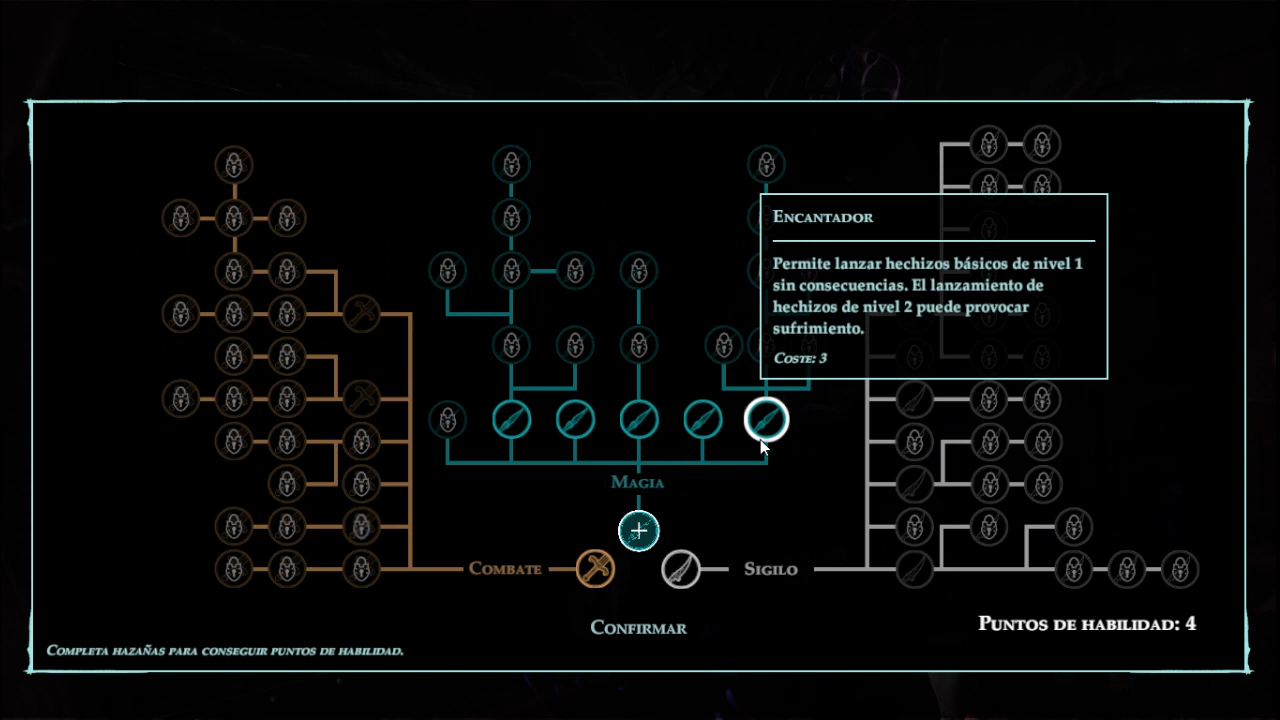 Encantador
Permite lanzar hechizos básicos de nivel 1
sin consecuencias. El lanzamiento de
hechizos de nivel 2 puede provocar
sufrimiento.
Coste: 3
Magia
Combate
Sigilo
Confirmar
Puntos de habilidad: 4
Completa hazañas para conseguir puntos de habilidad.